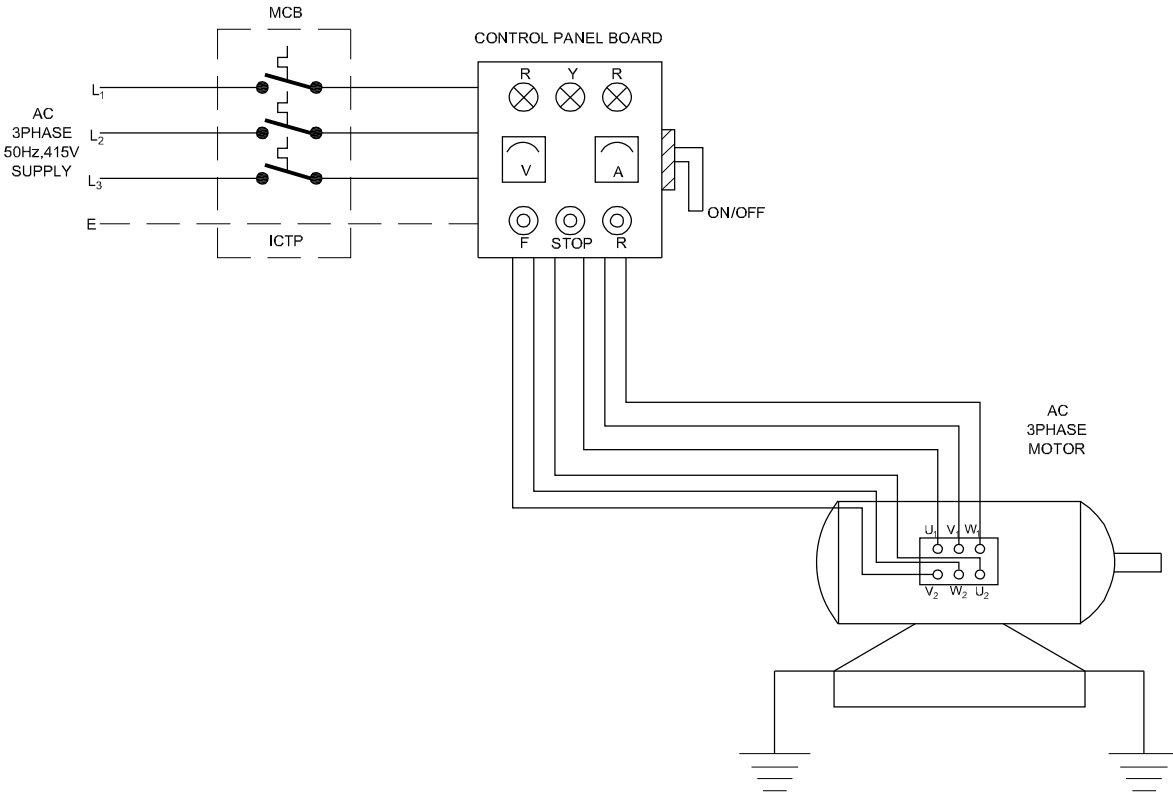 MCB
CONTROL PANEL BOARD
R Y R
L1
AC
3PHASE
50Hz,415V
SUPPLY
L2
L3
V A
ON/OFF
E
ICTP
F STOP R
AC
3PHASE
MOTOR
U1 V1 W1
V2 W2 U2